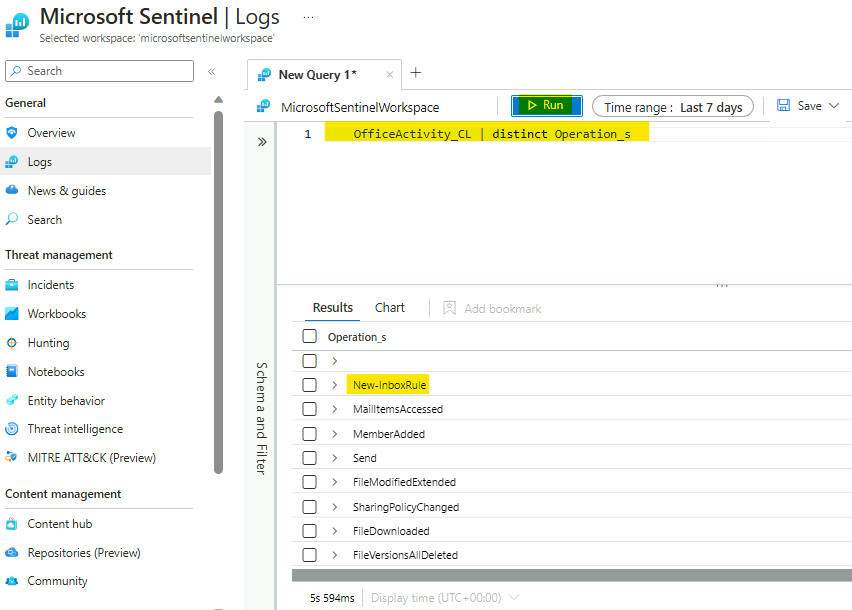 Microsoft Sentinel | Logs ...
Selected workspace: 'microsoftsentinelworkspace'
Search
«
General
Overview
Logs
News & guides
Search
Threat management
Incidents
Workbooks
Hunting
Notebooks
Entity behavior
Threat intelligence
MITRE ATT&CK (Preview)
Content management
Content hub
Repositories (Preview)
Community
New Query 1*
MicrosoftSentinelWorkspace
Run
Time range : Last 7 days
Save
1 OfficeActivity_CL | distinct Operation_s
Schema and Filter
...
Results Chart Add bookmark
Operation_s
New-InboxRule
MailItemsAccessed
MemberAdded
Send
FileModifiedExtended
SharingPolicyChanged
FileDownloaded
FileVersionsAllDeleted
5s 594ms Display time (UTC+00:00)